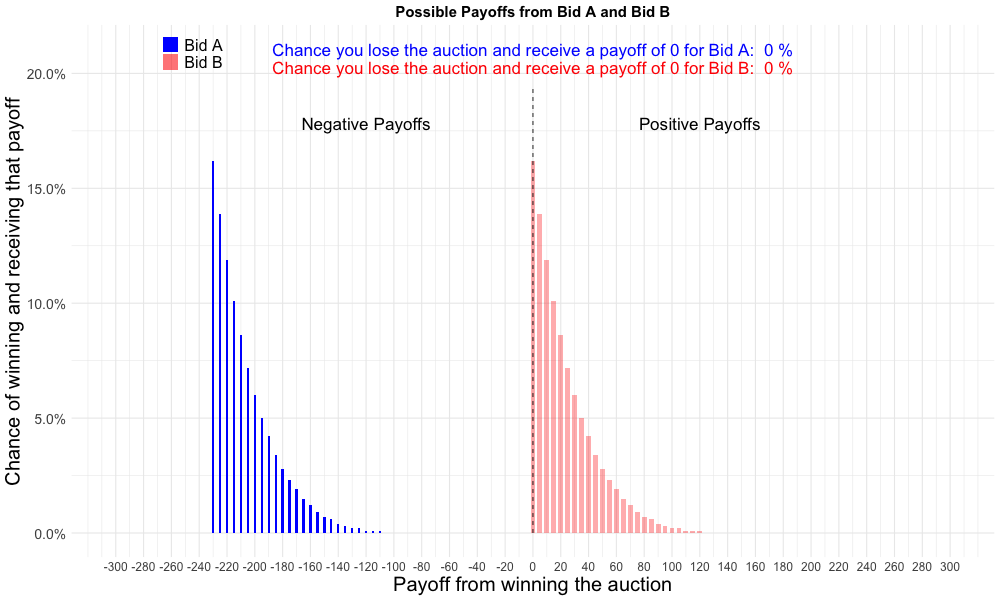 Possible Payoffs from Bid A and Bid B
Bid A
Bid B
Chance you lose the auction and receive a payoff of 0 for Bid A:  0 %
Chance you lose the auction and receive a payoff of 0 for Bid B:  0 %
Negative Payoffs
Positive Payoffs
Chance of winning and receiving that payoff
20.0%
15.0%
10.0%
5.0%
0.0%
-300 -280 -260 -240 -220 -200 -180 -160 -140 -120 -100 -80 -60 -40 -20 0 20 40 60 80 100 120 140 160 180 200 220 240 260 280 300
Payoff from winning the auction